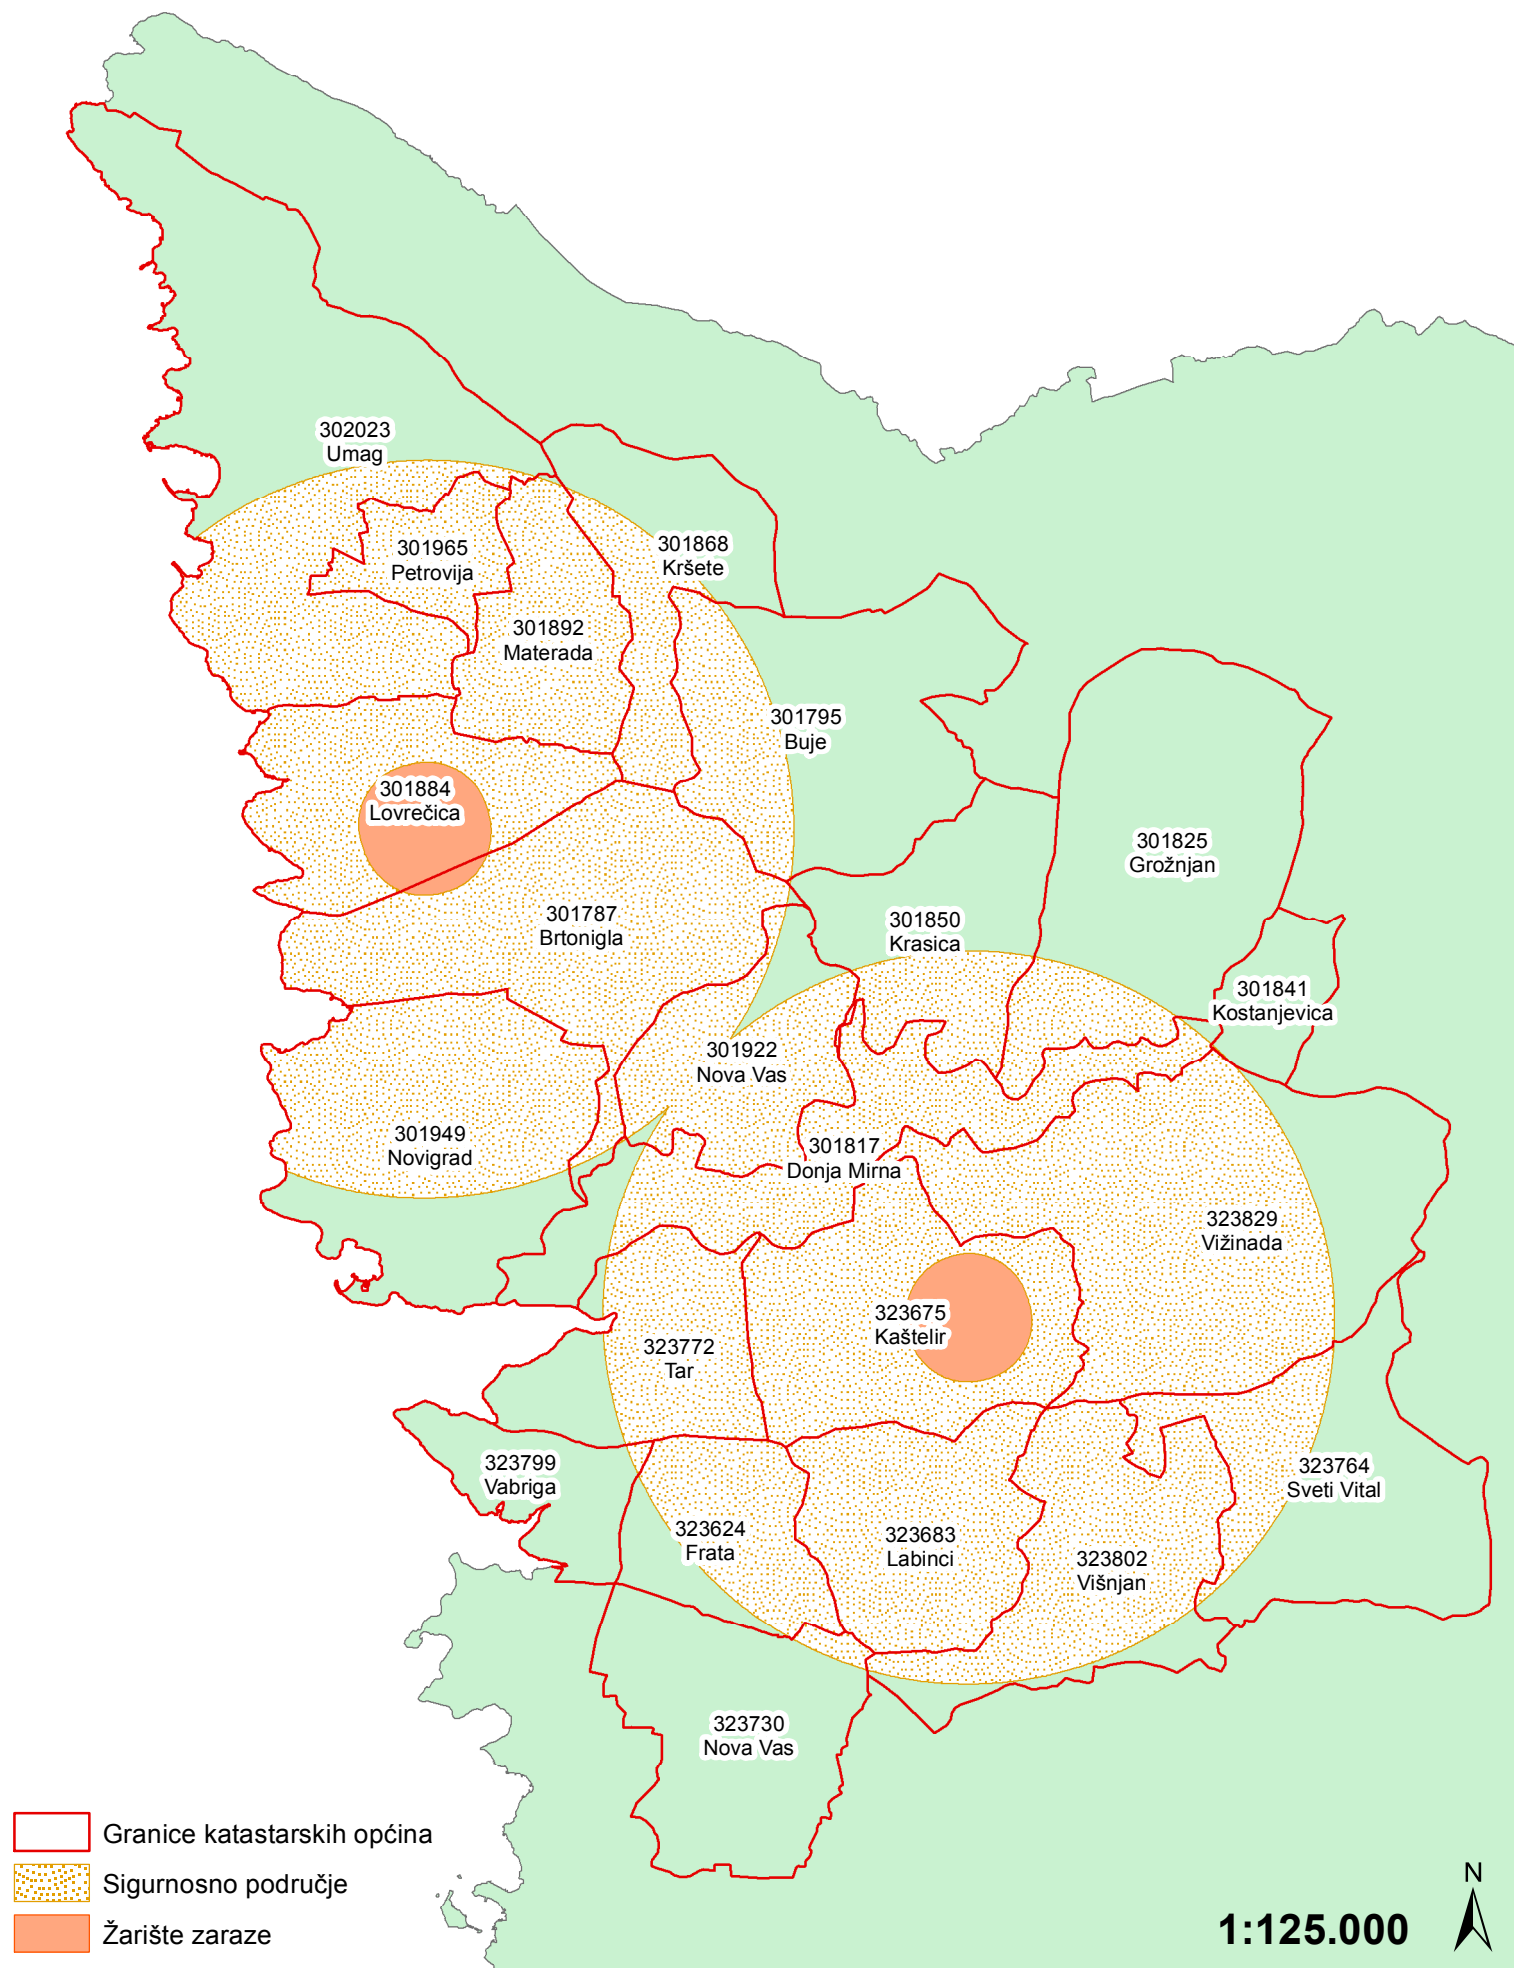 302023
Umag
301965
Petrovija
301868
Kršete
301892
Materada
301795
Buje
301884
Lovrečica
301825
Grožnjan
301787
Brtonigla
301850
Krasica
301841
Kostanjevica
301922
Nova Vas
301949
Novigrad
301817
Donja Mirna
323829
Vižinada
323675
Kaštelir
323772
Tar
323799
Vabriga
323764
Sveti Vital
323624
Frata
323683
Labinci
323802
Višnjan
323730
Nova Vas
Granice katastarskih općina
Sigurnosno područje
Žarište zaraze
1:125.000
N